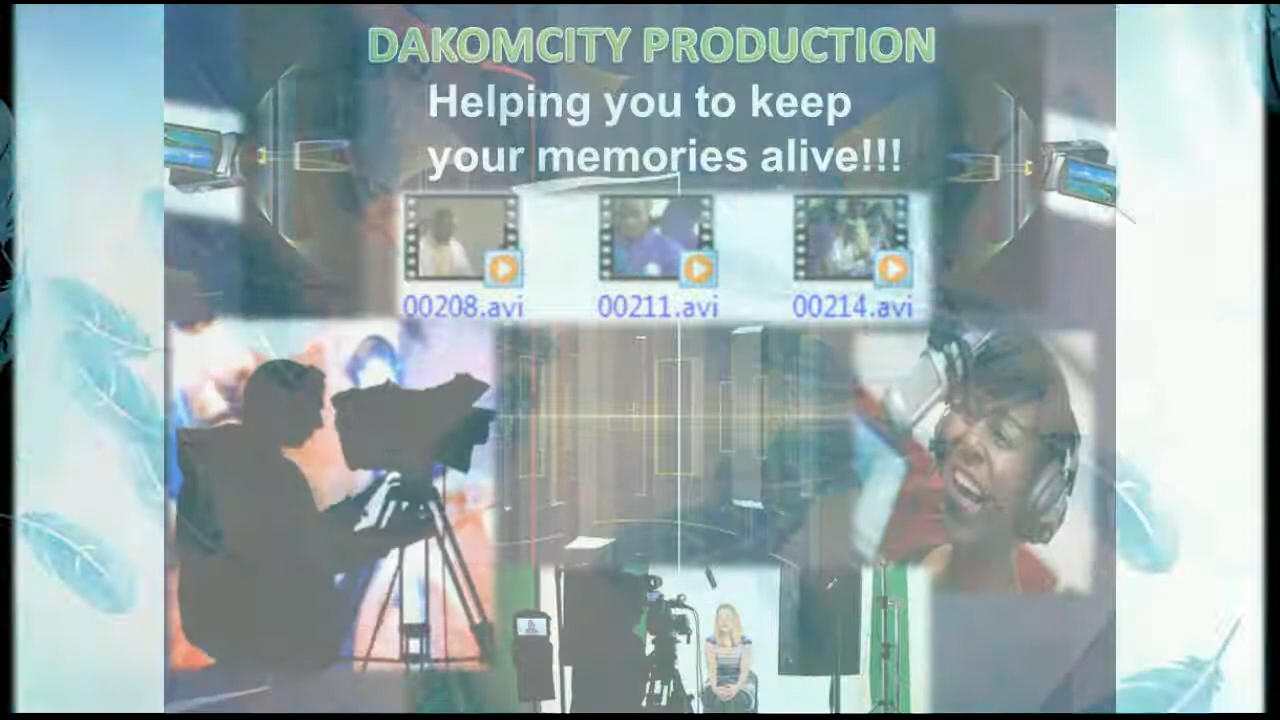 DAKOMCITY PRODUCTION
Helping you to keep
your memories alive!!!
00208.avi 00211.avi 00214.avi